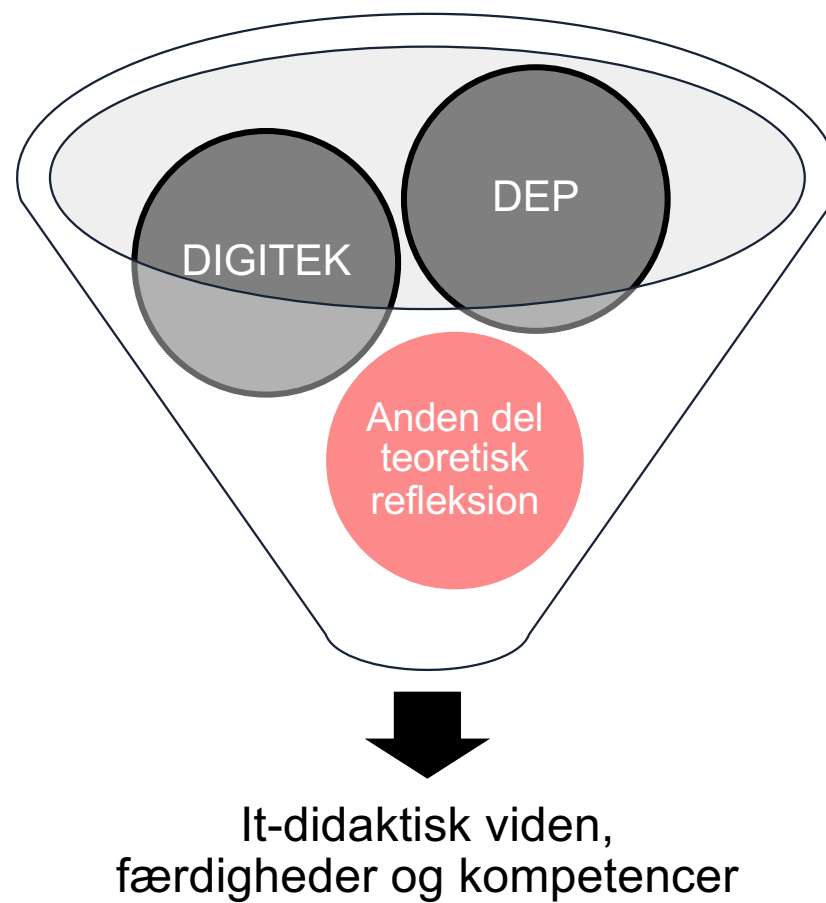 DEP
DIGITEK
Anden del
teoretisk
refleksion
It-didaktisk viden,
færdigheder og kompetencer